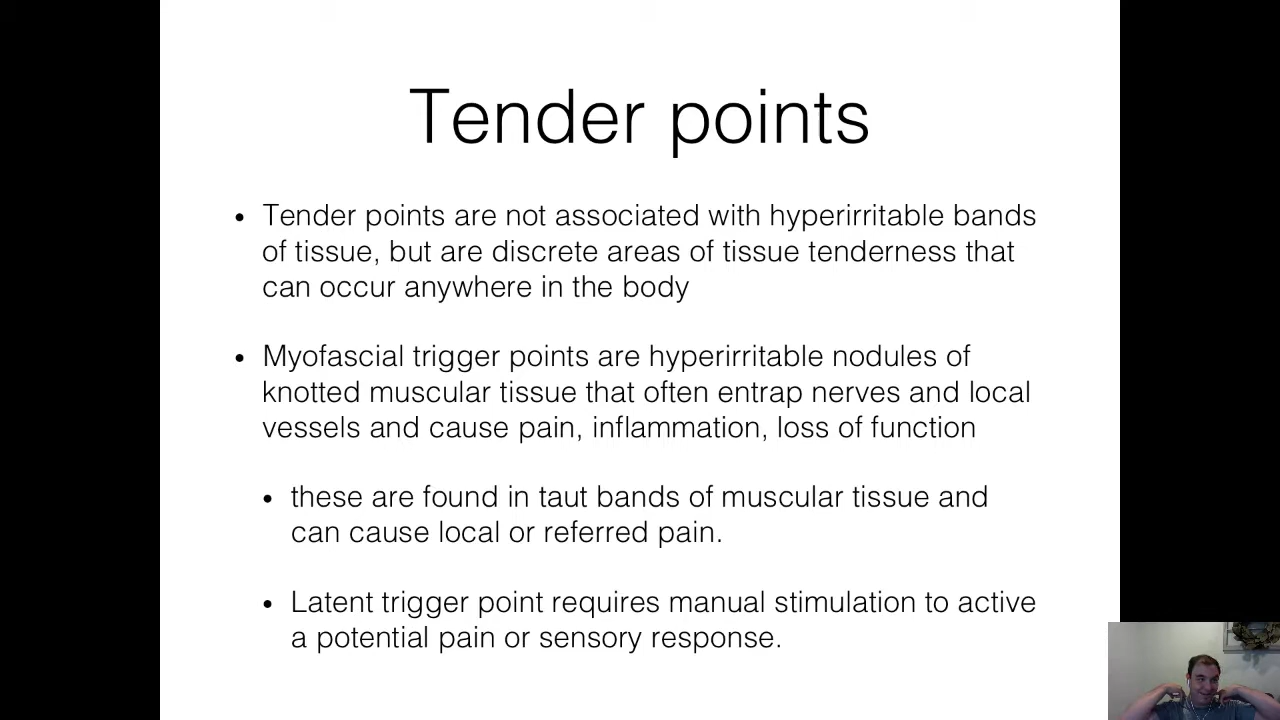 Tender points
• Tender points are not associated with hyperirritable bands
of tissue, but are discrete areas of tissue tenderness that
can occur anywhere in the body
• Myofascial trigger points are hyperirritable nodules of
knotted muscular tissue that often entrap nerves and local
vessels and cause pain, inflammation, loss of function
• these are found in taut bands of muscular tissue and
can cause local or referred pain.
• Latent trigger point requires manual stimulation to active
a potential pain or sensory response.